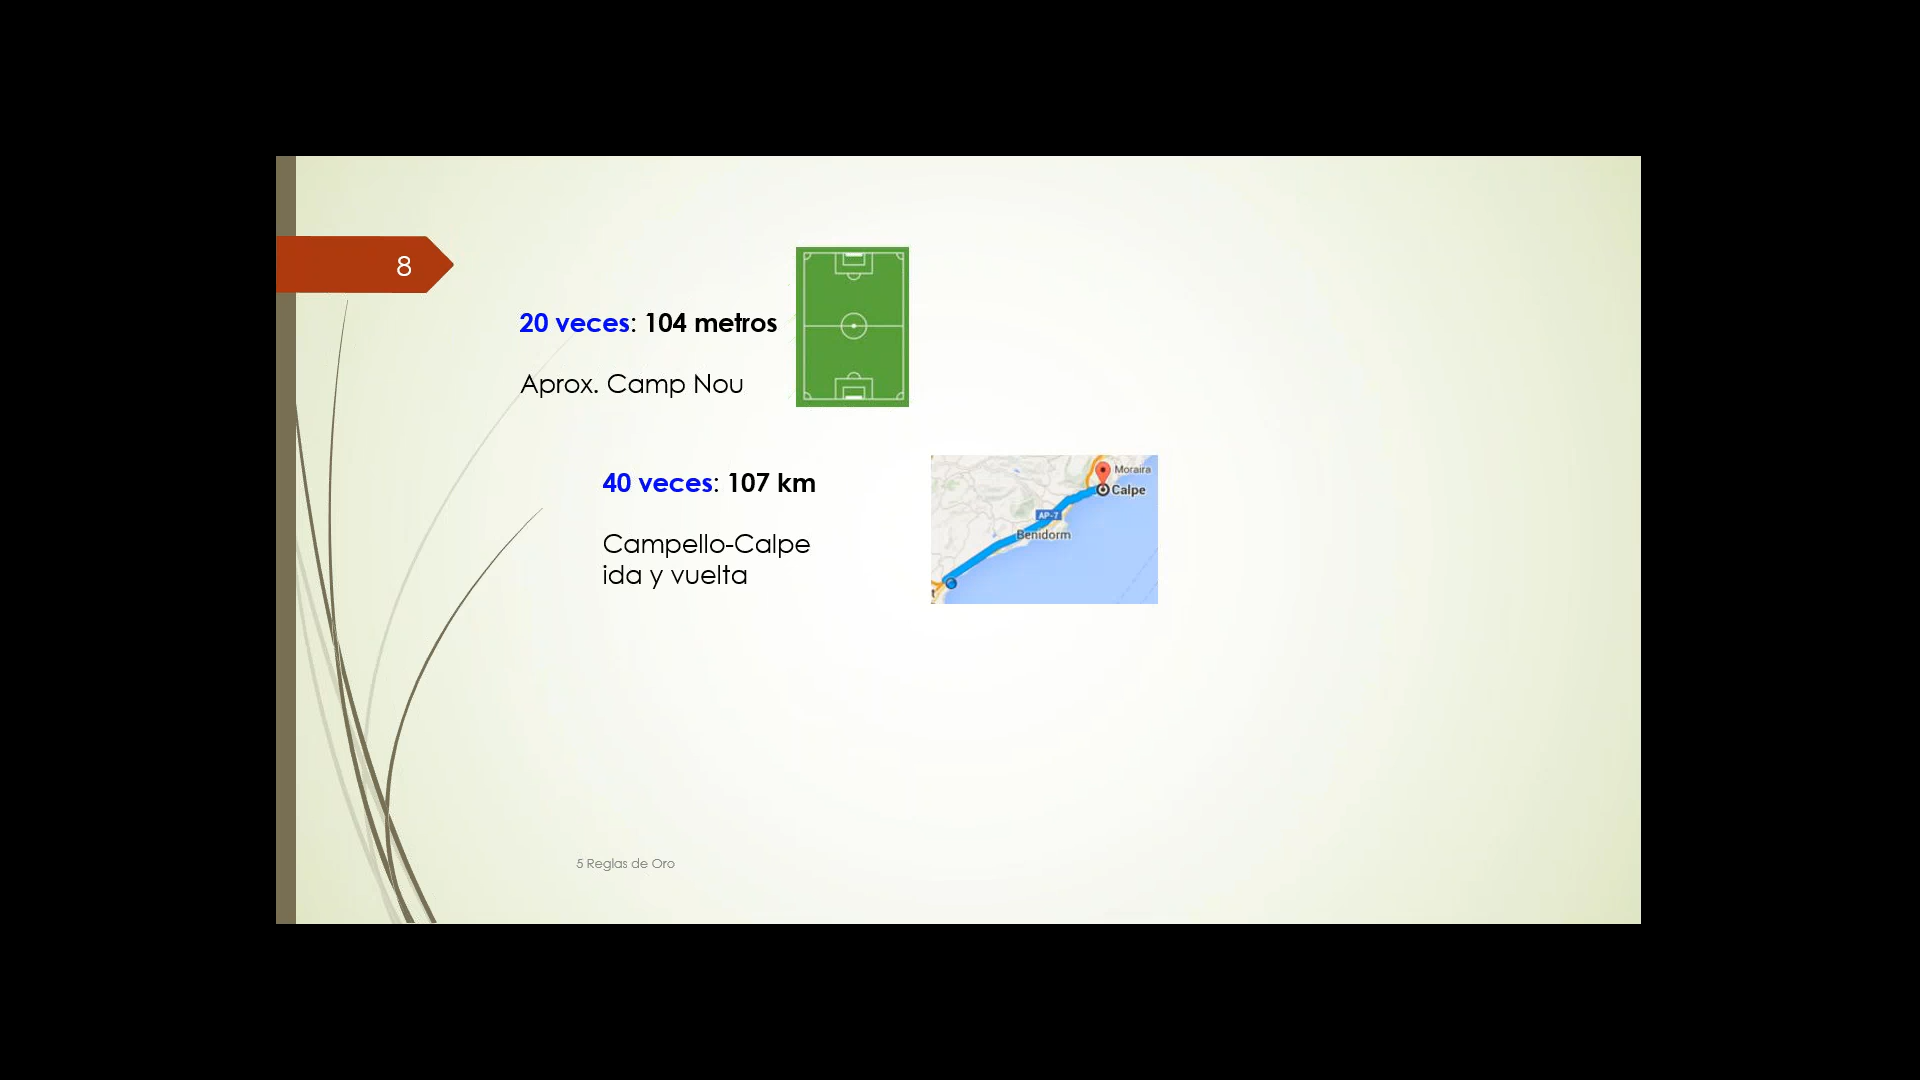 8
20 veces: 104 metros
Aprox. Camp Nou
40 veces: 107 km
Campello-Calpe
ida y vuelta
Moraira
Calpe
AP-7
Benidorm
5 Reglas de Oro